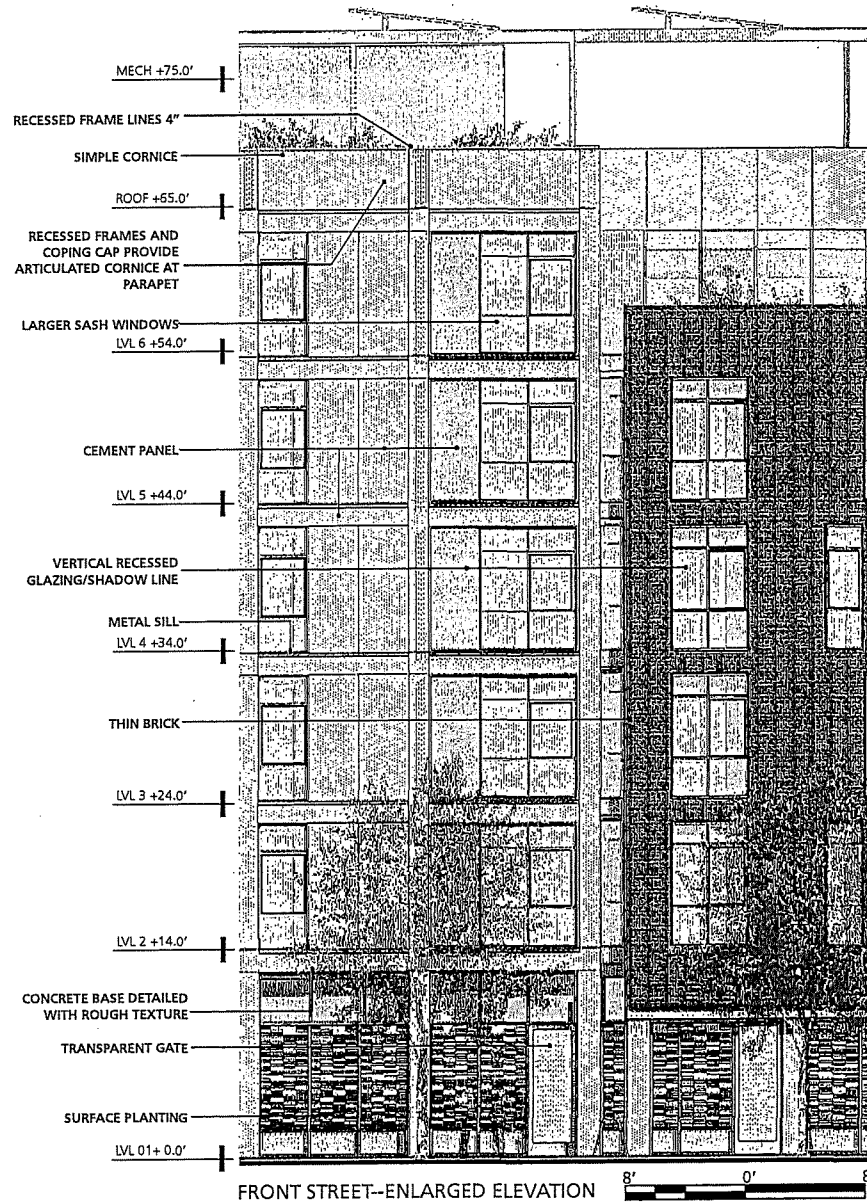 MECH +75.0'
RECESSED FRAME LINES 4"
SIMPLE CORNICE
ROOF +65.0'
RECESSED FRAMES AND
COPING CAP PROVIDE
ARTICULATED CORNICE AT
PARAPET
LARGER SASH WINDOWS
LVL 6 +54.0'
CEMENT PANEL
LVL 5 +44.0'
VERTICAL RECESSED
GLAZING/SHADOW LINE
METAL SILL
LVL 4 +34.0'
THIN BRICK
LVL 3 +24.0'
LVL 2 +14.0'
CONCRETE BASE DETAILED
WITH ROUGH TEXTURE
TRANSPARENT GATE
SURFACE PLANTING
LVL 01+ 0.0'
FRONT STREET--ENLARGED ELEVATION
8' 0'